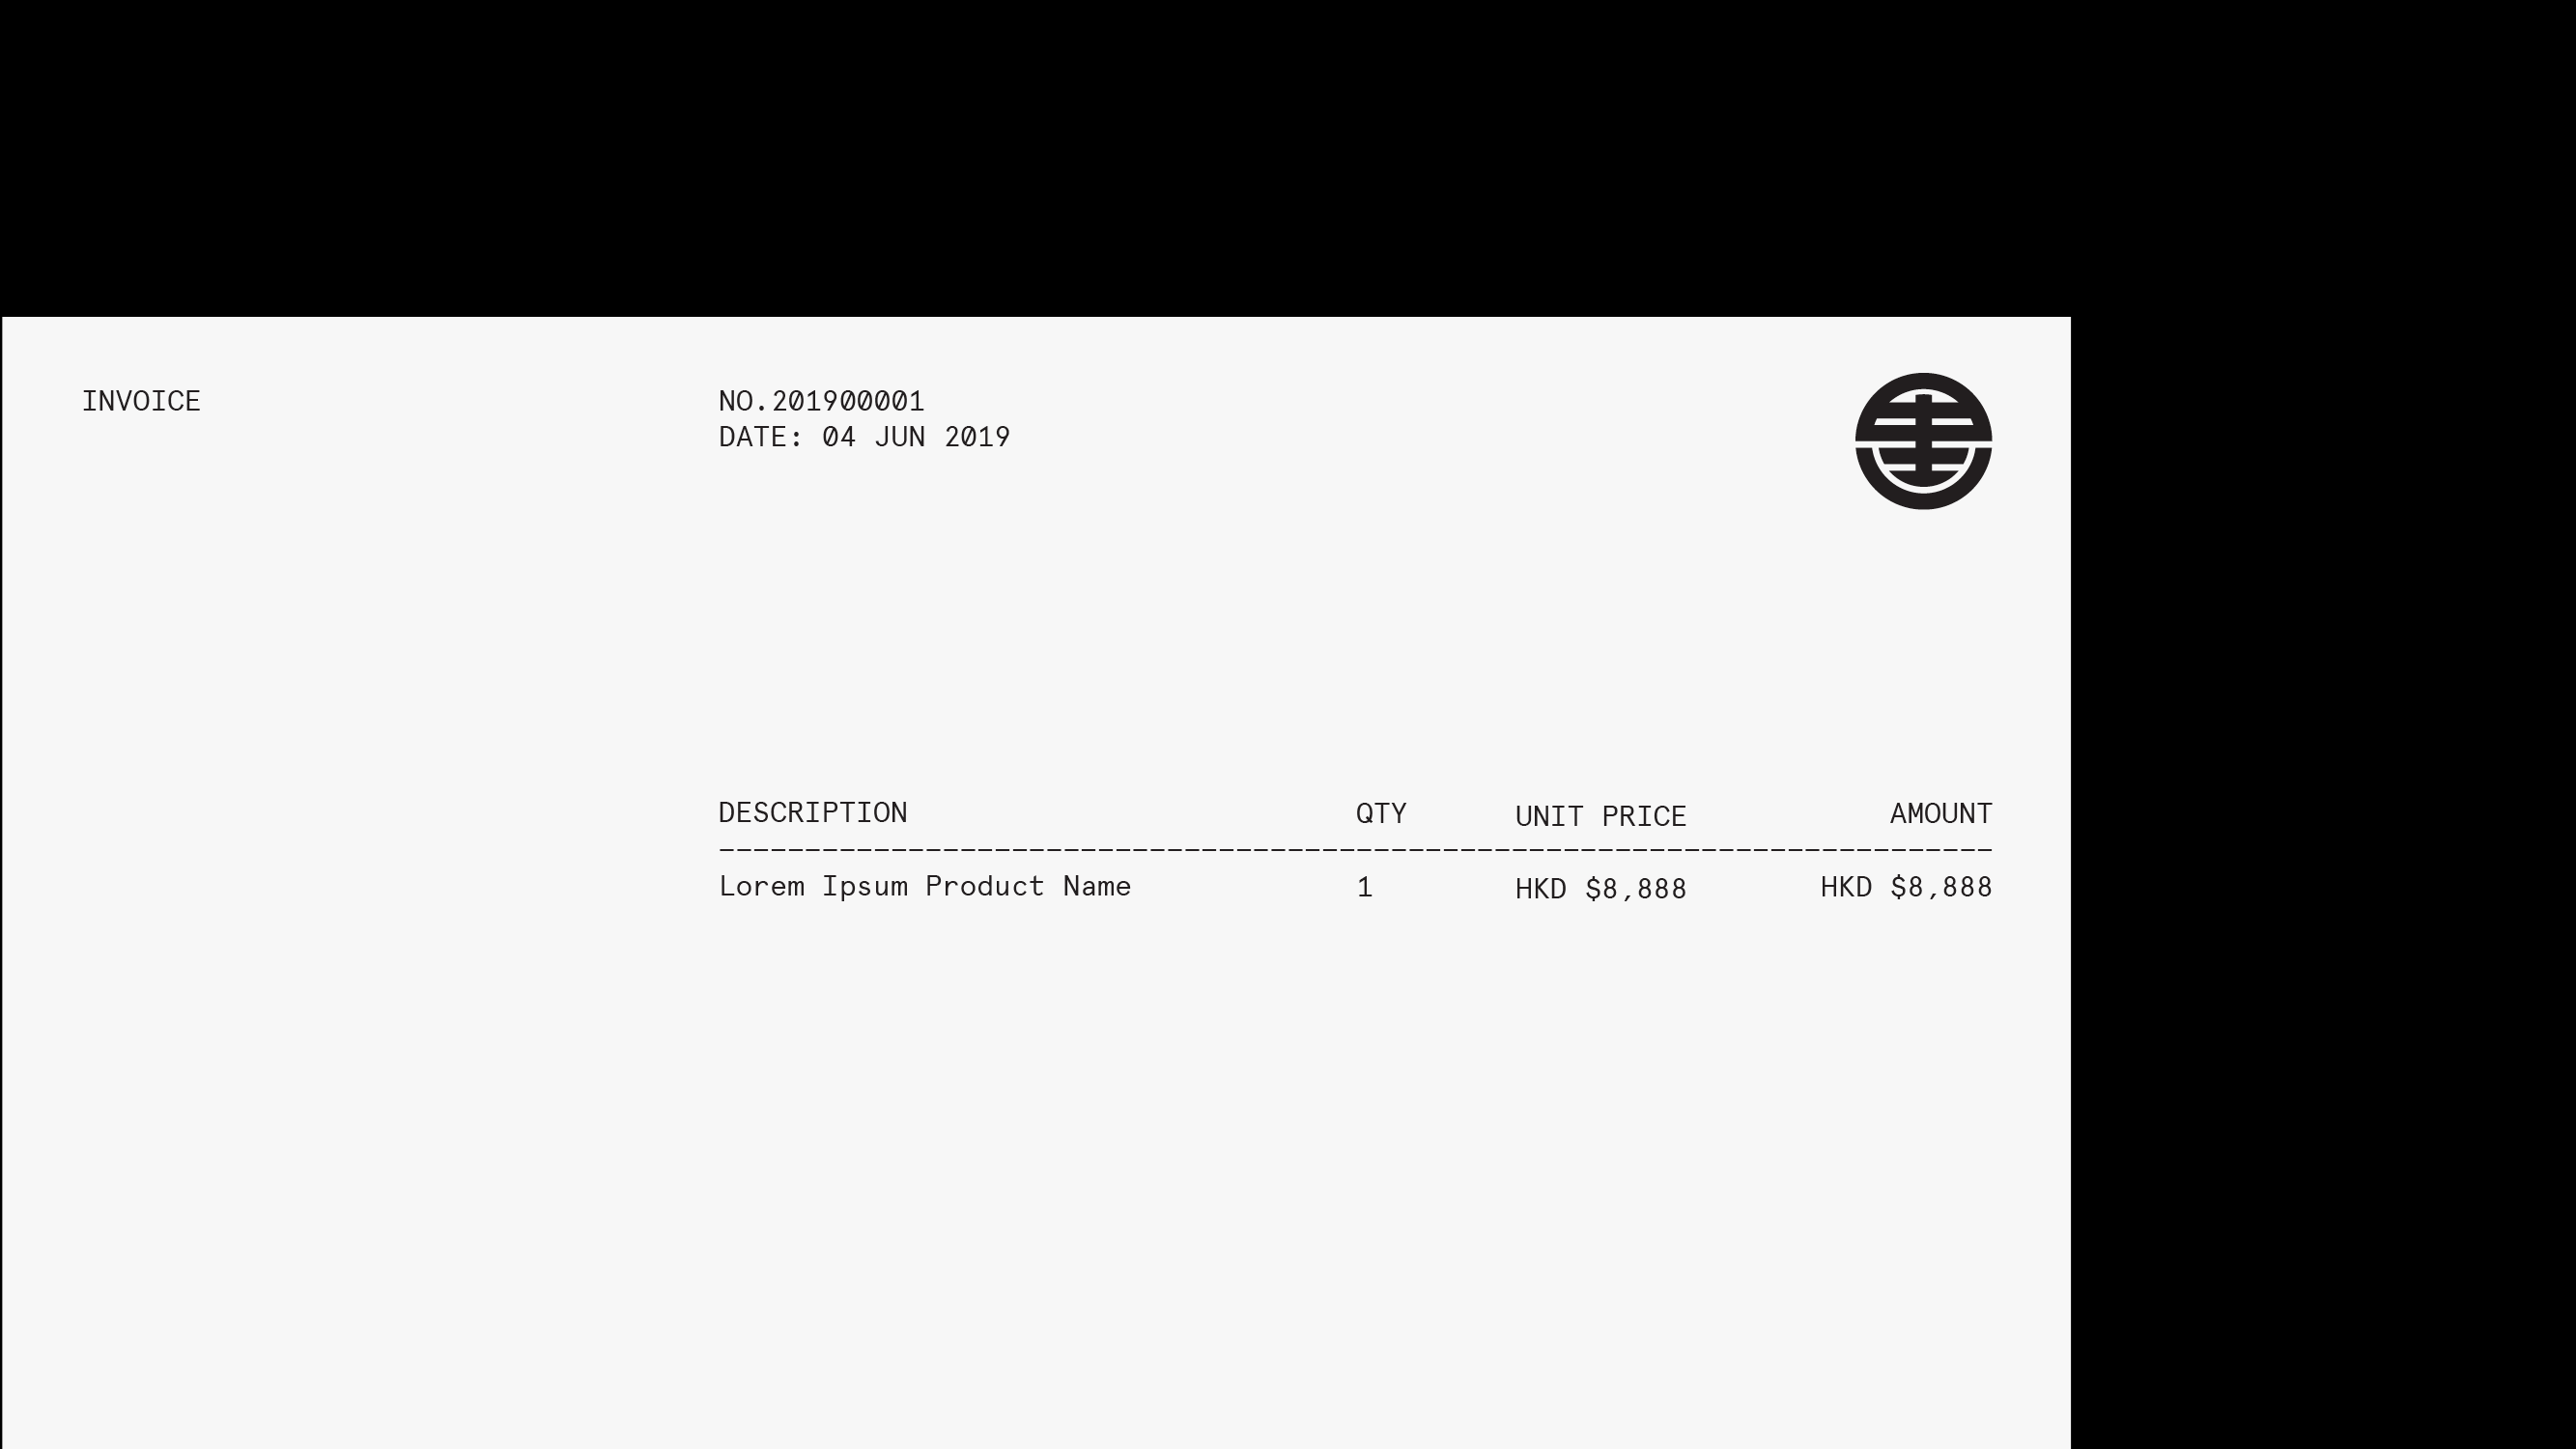 INVOICE
NO.201900001
DATE: 04 JUN 2019
DESCRIPTION QTY UNIT PRICE AMOUNT
Lorem Ipsum Product Name 1 HKD $8,888 HKD $8,888